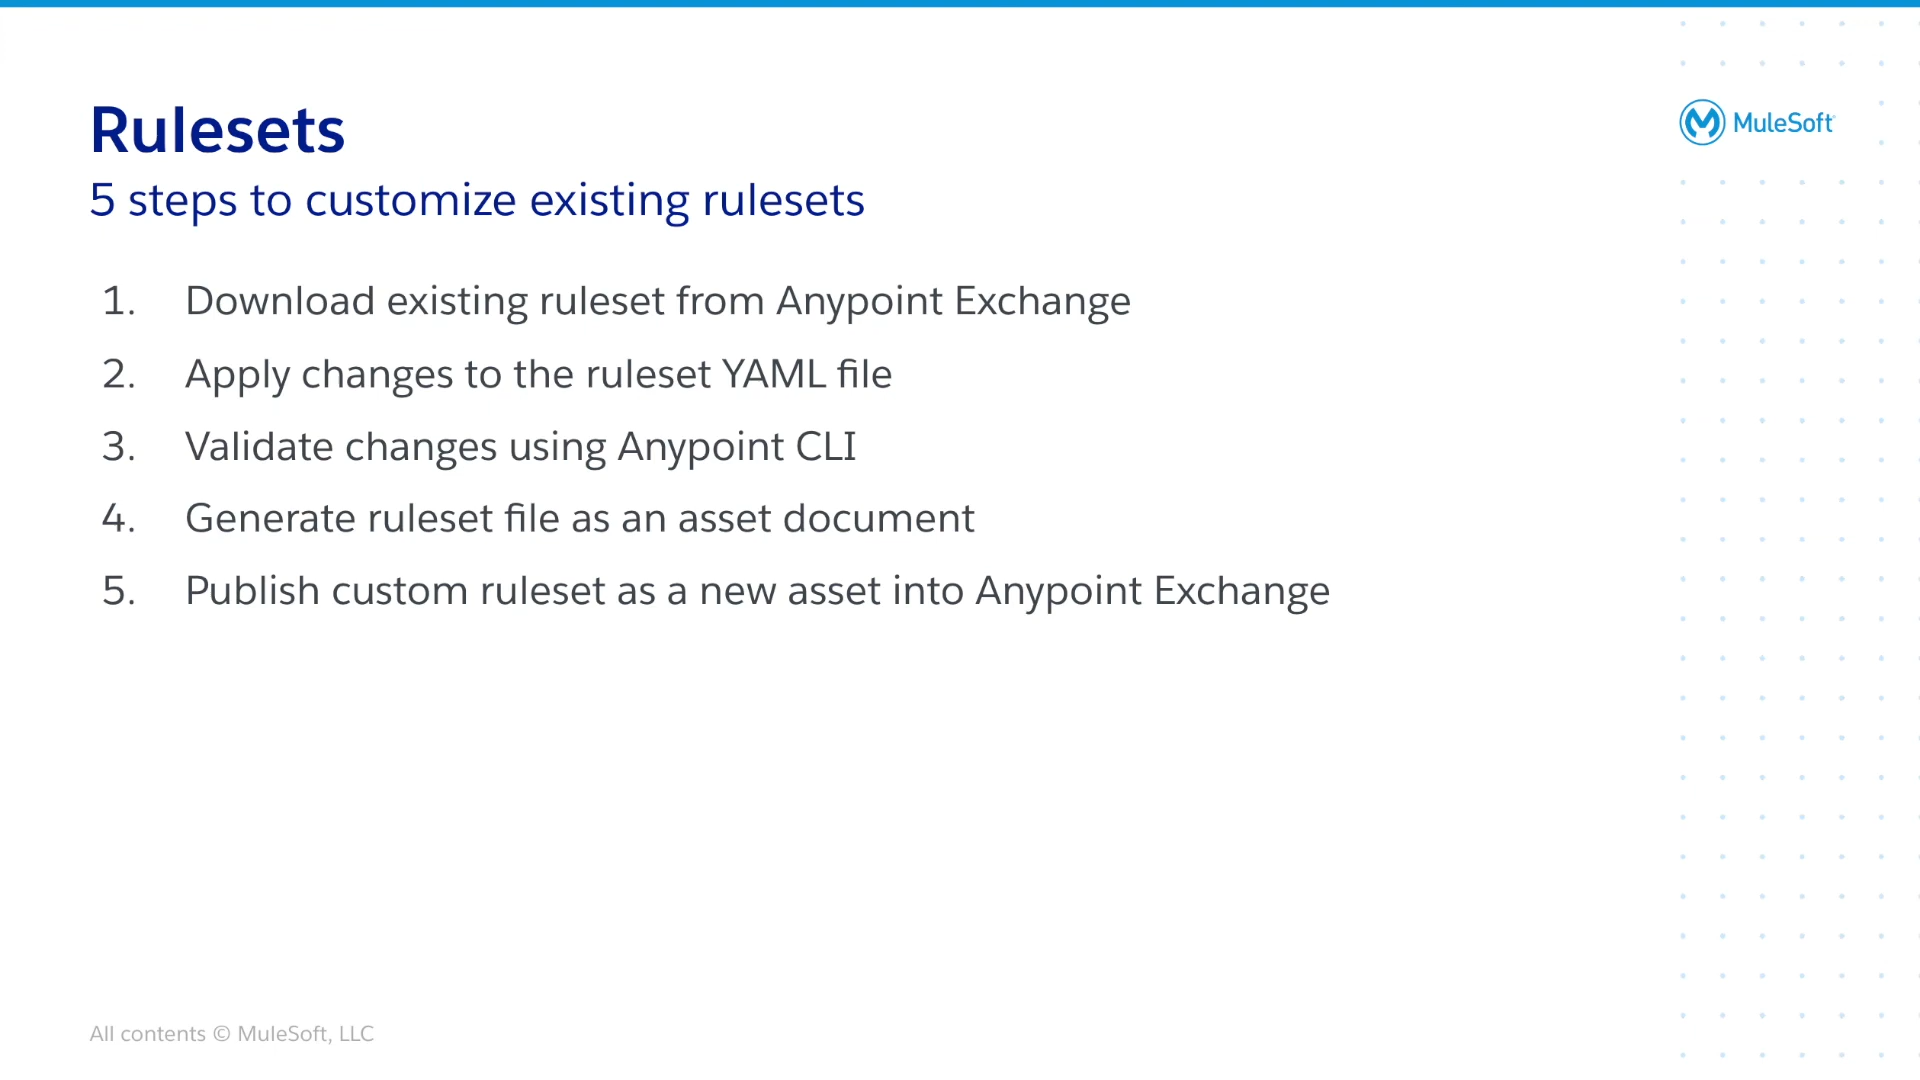 Rulesets
MuleSoft
5 steps to customize existing rulesets
1. Download existing ruleset from Anypoint Exchange
2. Apply changes to the ruleset YAML file
3. Validate changes using Anypoint CLI
4. Generate ruleset file as an asset document
5. Publish custom ruleset as a new asset into Anypoint Exchange
All contents © MuleSoft, LLC